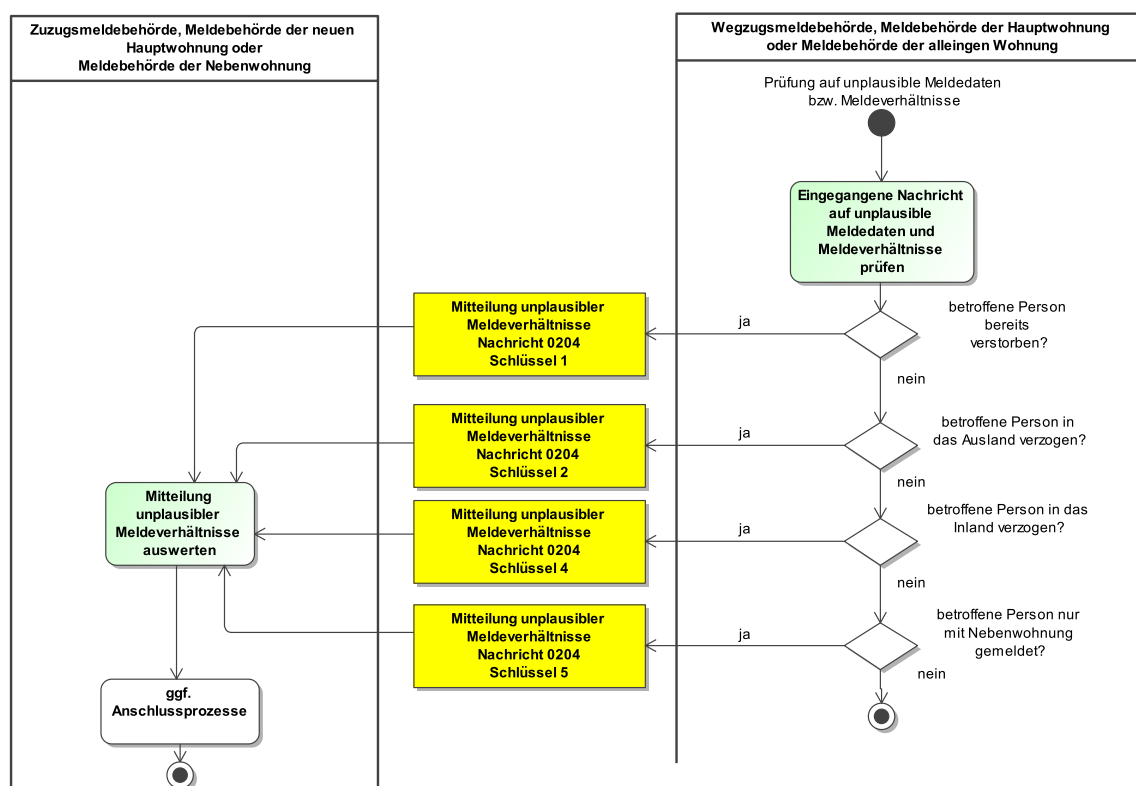 Zuzugsmeldebehörde, Meldebehörde der neuen
Hauptwohnung oder
Meldebehörde der Nebenwohnung
Wegzugsmeldebehörde, Meldebehörde der Hauptwohnung
oder Meldebehörde der alleingen Wohnung
Prüfung auf unplausible Meldedaten
bzw. Meldeverhältnisse
Eingegangene Nachricht
auf unplausible
Meldedaten und
Meldeverhältnisse
prüfen
betroffene Person
bereits
verstorben?
ja
nein
Mitteilung unplausibler
Meldeverhältnisse
Nachricht 0204
Schlüssel 1
betroffene Person in
das Ausland verzogen?
ja
nein
Mitteilung unplausibler
Meldeverhältnisse
Nachricht 0204
Schlüssel 2
betroffene Person in das
Inland verzogen?
ja
nein
Mitteilung unplausibler
Meldeverhältnisse
Nachricht 0204
Schlüssel 4
betroffene Person nur
mit Nebenwohnung
gemeldet?
ja
nein
Mitteilung unplausibler
Meldeverhältnisse
Nachricht 0204
Schlüssel 5
Mitteilung
unplausibler
Meldeverhältnisse
auswerten
ggf.
Anschlussprozesse